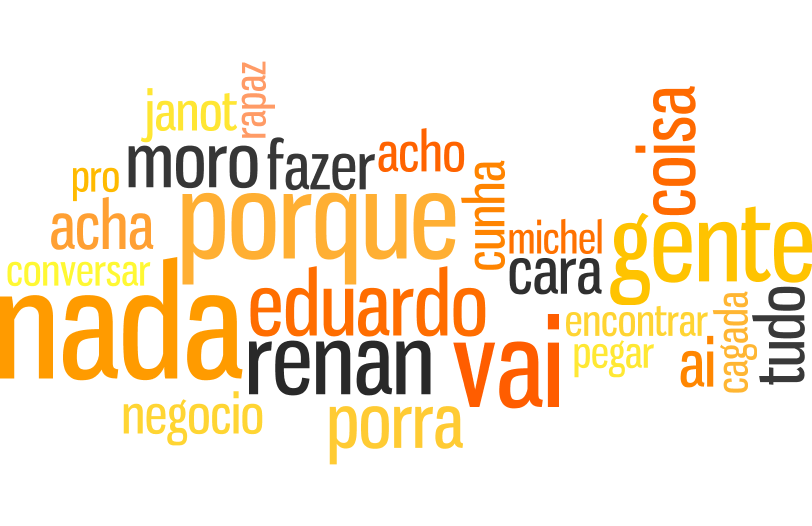 janot
rapaz
coisa
moro
fazer
acho
pro
porque
cunha
acha
michel
gente
conversar
cara
nada
eduardo
encontrar
tudo
renan
vai
pegar
ai
cagada
negocio
porra